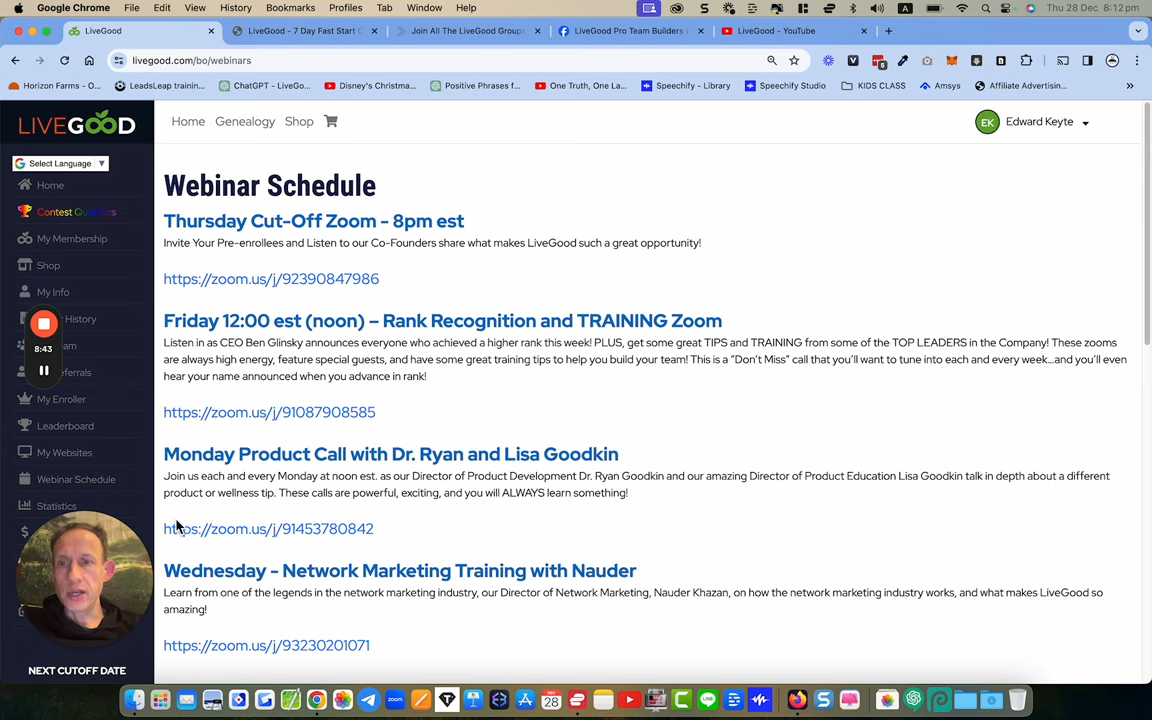 Google Chrome File Edit View History Bookmarks Profiles Tab Window Help Thu 28 Dec 8:12 pm
LiveGood LiveGood - 7 Day Fast Start C Join All The LiveGood Groups LiveGood Pro Team Builders LiveGood - YouTube
livegood.com/bo/webinars
Horizon Farms - O... LeadsLeap trainin... ChatGPT - LiveGo... Disney's Christma... Positive Phrases f... One Truth, One La... Speechify - Library Speechify Studio KIDS CLASS Amsys Affiliate Advertisin...
LIVEGOOD
Home Genealogy Shop
EK Edward Keyte
Select Language
Home
Contest Qualifiers
My Membership
Shop
My Info
History
am
eferrals
My Enroller
Leaderboard
My Websites
Webinar Schedule
Statistics
8:43
NEXT CUTOFF DATE
Webinar Schedule
Thursday Cut-Off Zoom - 8pm est
Invite Your Pre-enrollees and Listen to our Co-Founders share what makes LiveGood such a great opportunity!
https://zoom.us/j/92390847986
Friday 12:00 est (noon) – Rank Recognition and TRAINING Zoom
Listen in as CEO Ben Glinsky announces everyone who achieved a higher rank this week! PLUS, get some great TIPS and TRAINING from some of the TOP LEADERS in the Company! These zooms
are always high energy, feature special guests, and have some great training tips to help you build your team! This is a "Don't Miss" call that you'll want to tune into each and every week...and you'll even
hear your name announced when you advance in rank!
https://zoom.us/j/91087908585
Monday Product Call with Dr. Ryan and Lisa Goodkin
Join us each and every Monday at noon est. as our Director of Product Development Dr. Ryan Goodkin and our amazing Director of Product Education Lisa Goodkin talk in depth about a different
product or wellness tip. These calls are powerful, exciting, and you will ALWAYS learn something!
https://zoom.us/j/91453780842
Wednesday - Network Marketing Training with Nauder
Learn from one of the legends in the network marketing industry, our Director of Network Marketing, Nauder Khazan, on how the network marketing industry works, and what makes LiveGood so
amazing!
https://zoom.us/j/93230201071